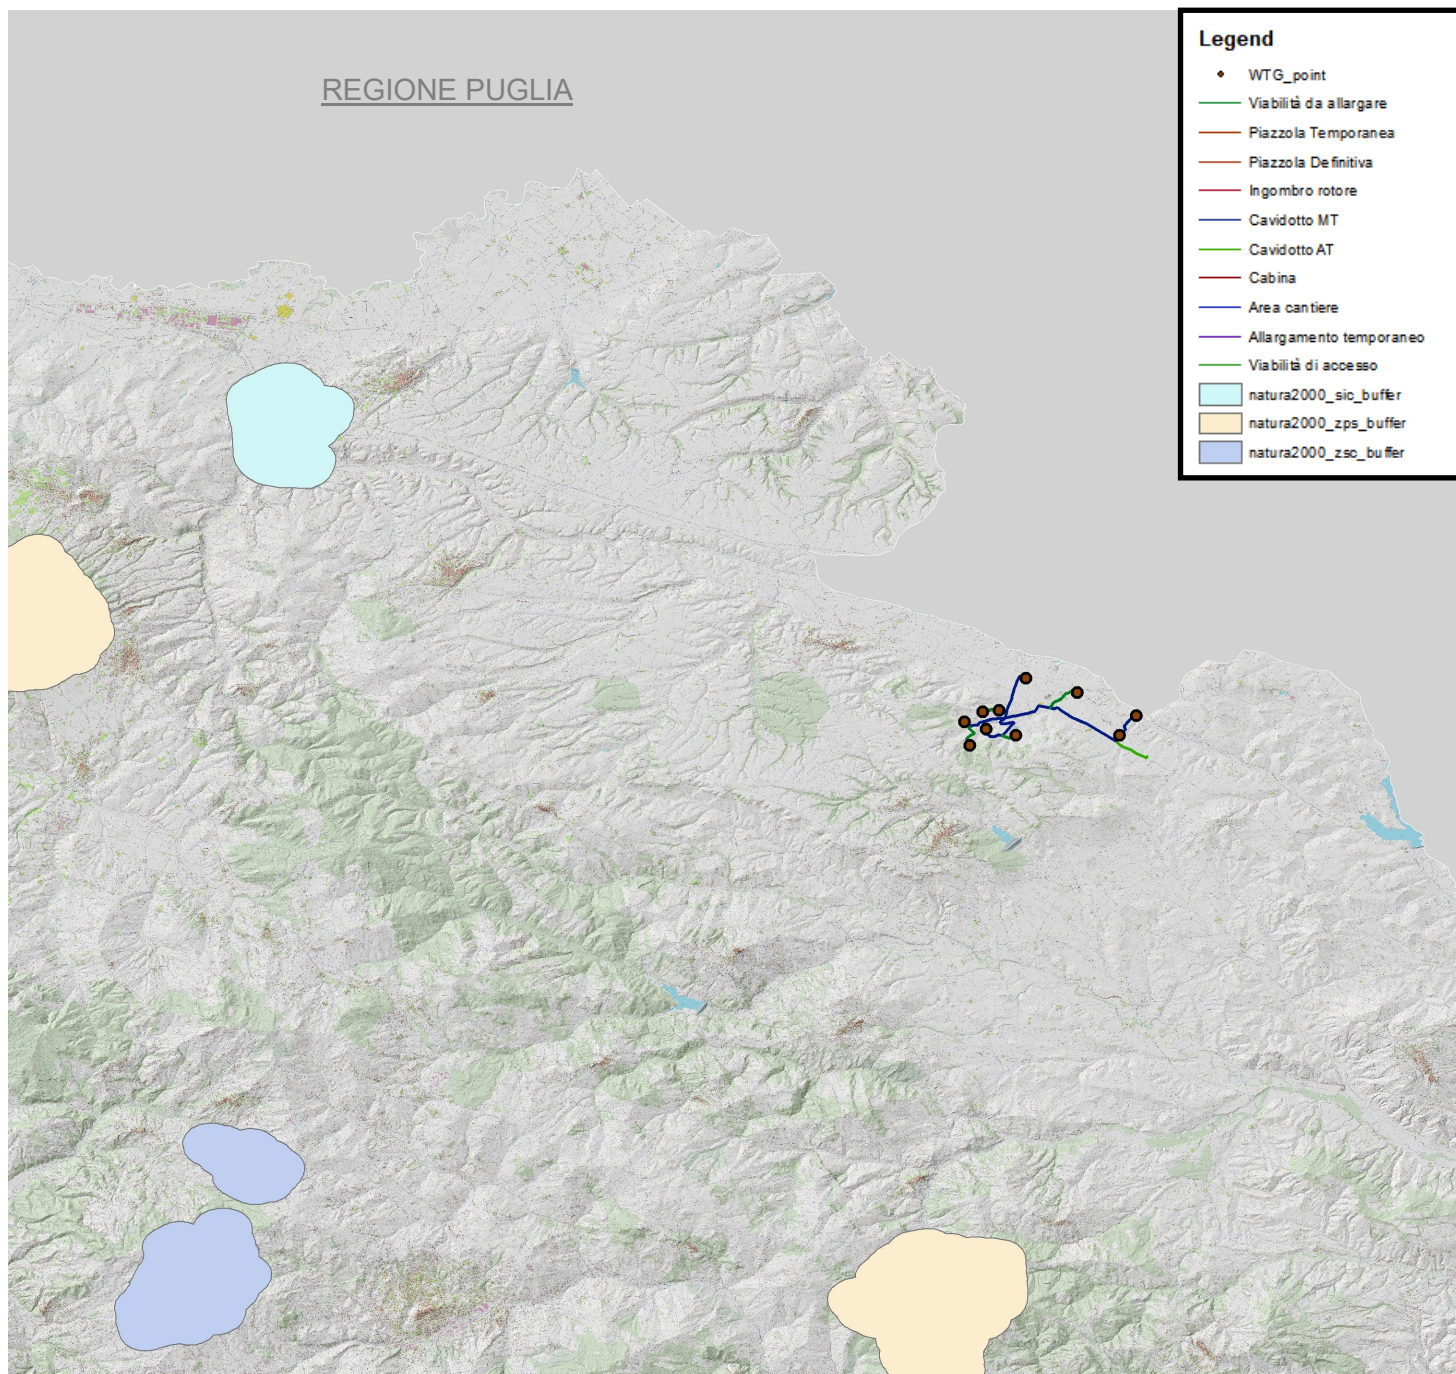 REGIONE PUGLIA
Legend
WTG_point
Viabilità da allargare
Piazzola Temporanea
Piazzola Definitiva
Ingombro rotore
Cavidotto MT
Cavidotto AT
Cabina
Area cantiere
Allargamento temporaneo
Viabilità di accesso
natura2000_sic_buffer
natura2000_zps_buffer
natura2000_zsc_buffer